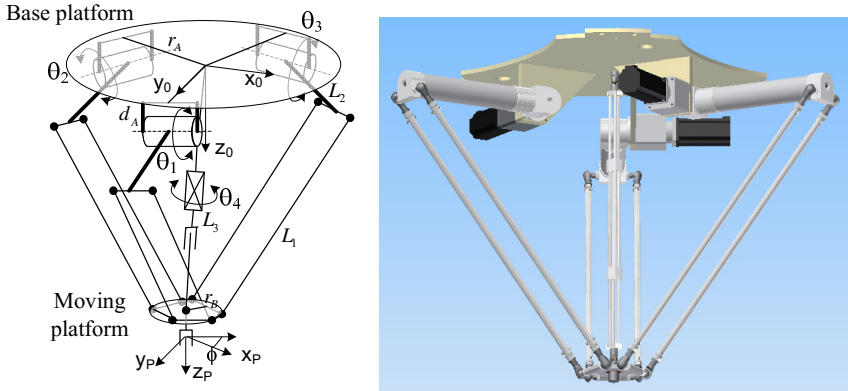 Base platform
θ3
rA
θ2
x0
y0
L2
dA
z0
θ1
θ4
L3
L1
Moving
platform
rB
yP
ϕ
xP
zP